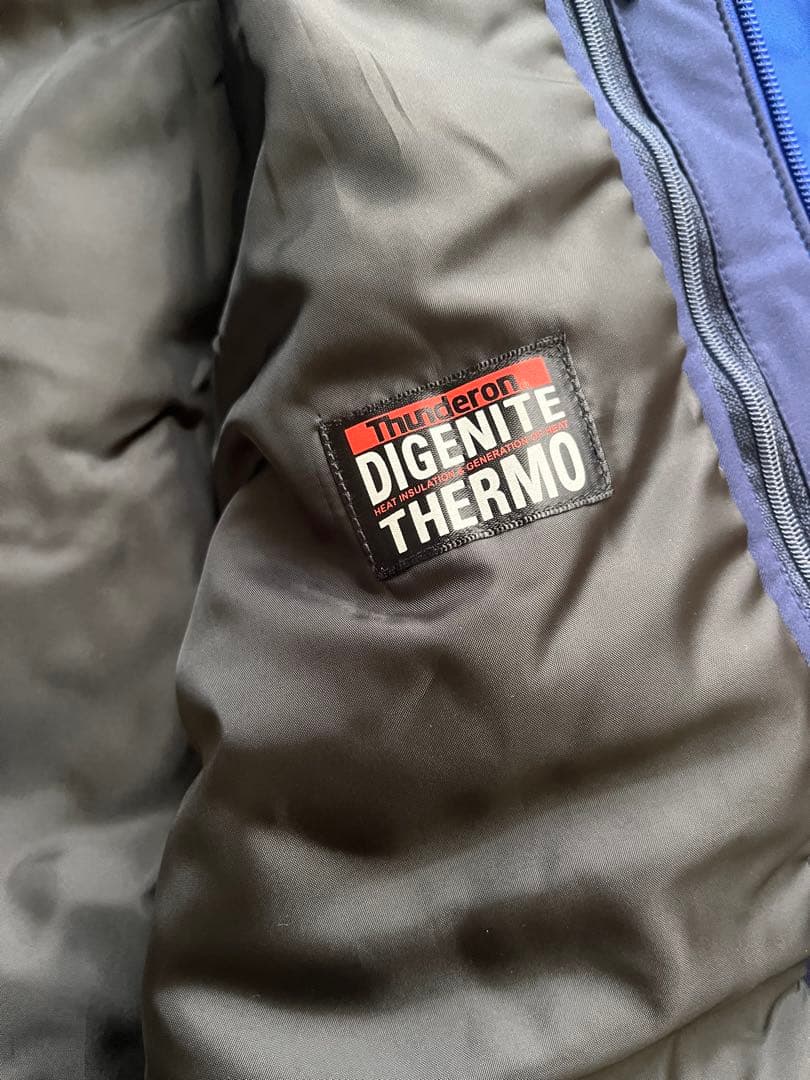 Thunderon®
DIGENITE
HEAT INSULATION & GENERATION OF HEAT
THERMO